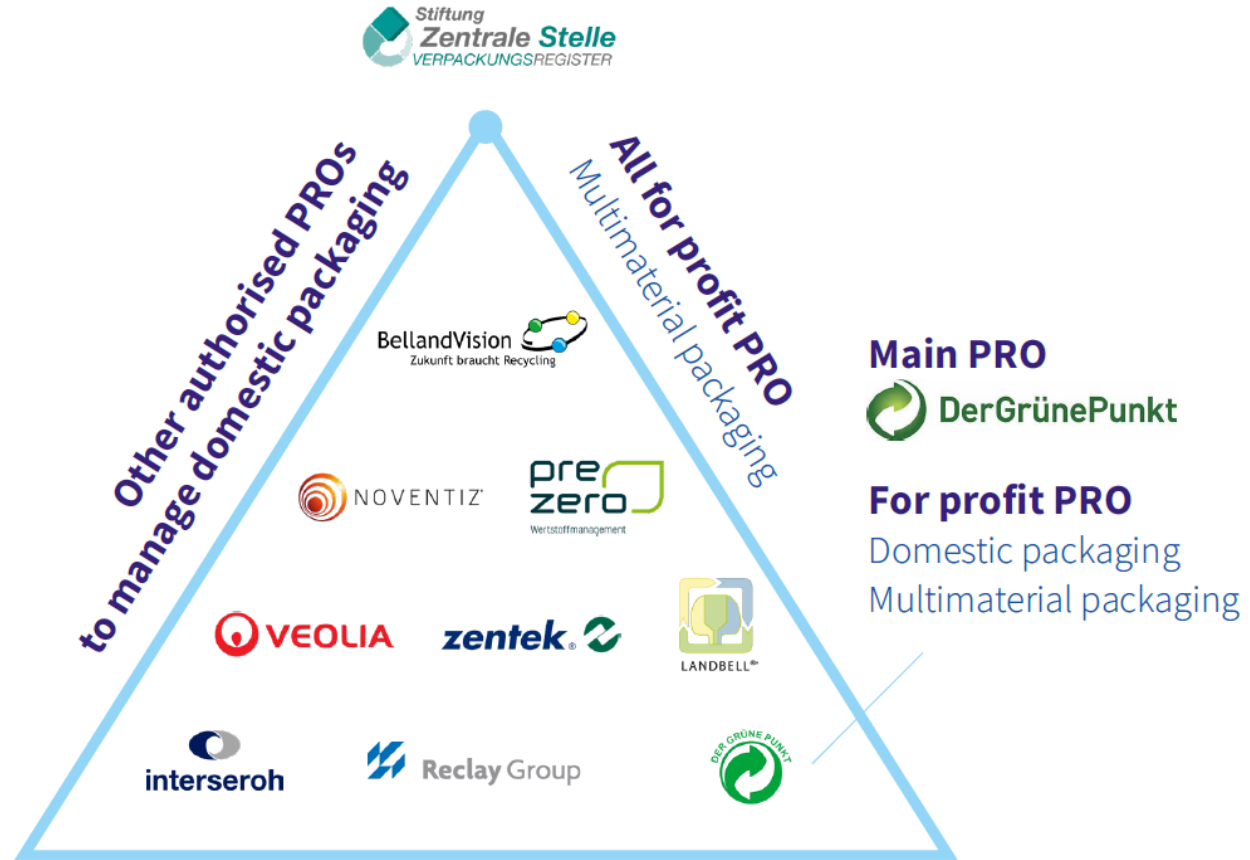 Stiftung
Zentrale Stelle
VERPACKUNGSREGISTER
Other authorised PROs
to manage domestic packaging
All for profit PRO
Multimaterial packaging
BellandVision
Zukunft braucht Recycling
NOVENTIZ
pre
zero
Wertstoffmanagement
VEOLIA
zentek®
LANDBELL
interseroh
Reclay Group
DER GRÜNE PUNKT
Main PRO
DerGrünePunkt
For profit PRO
Domestic packaging
Multimaterial packaging